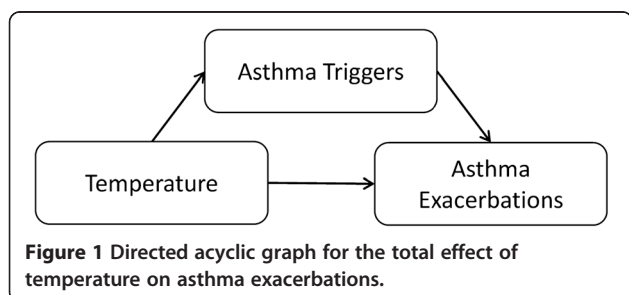 Asthma Triggers
Temperature
Asthma
Exacerbations
Figure 1 Directed acyclic graph for the total effect of
temperature on asthma exacerbations.